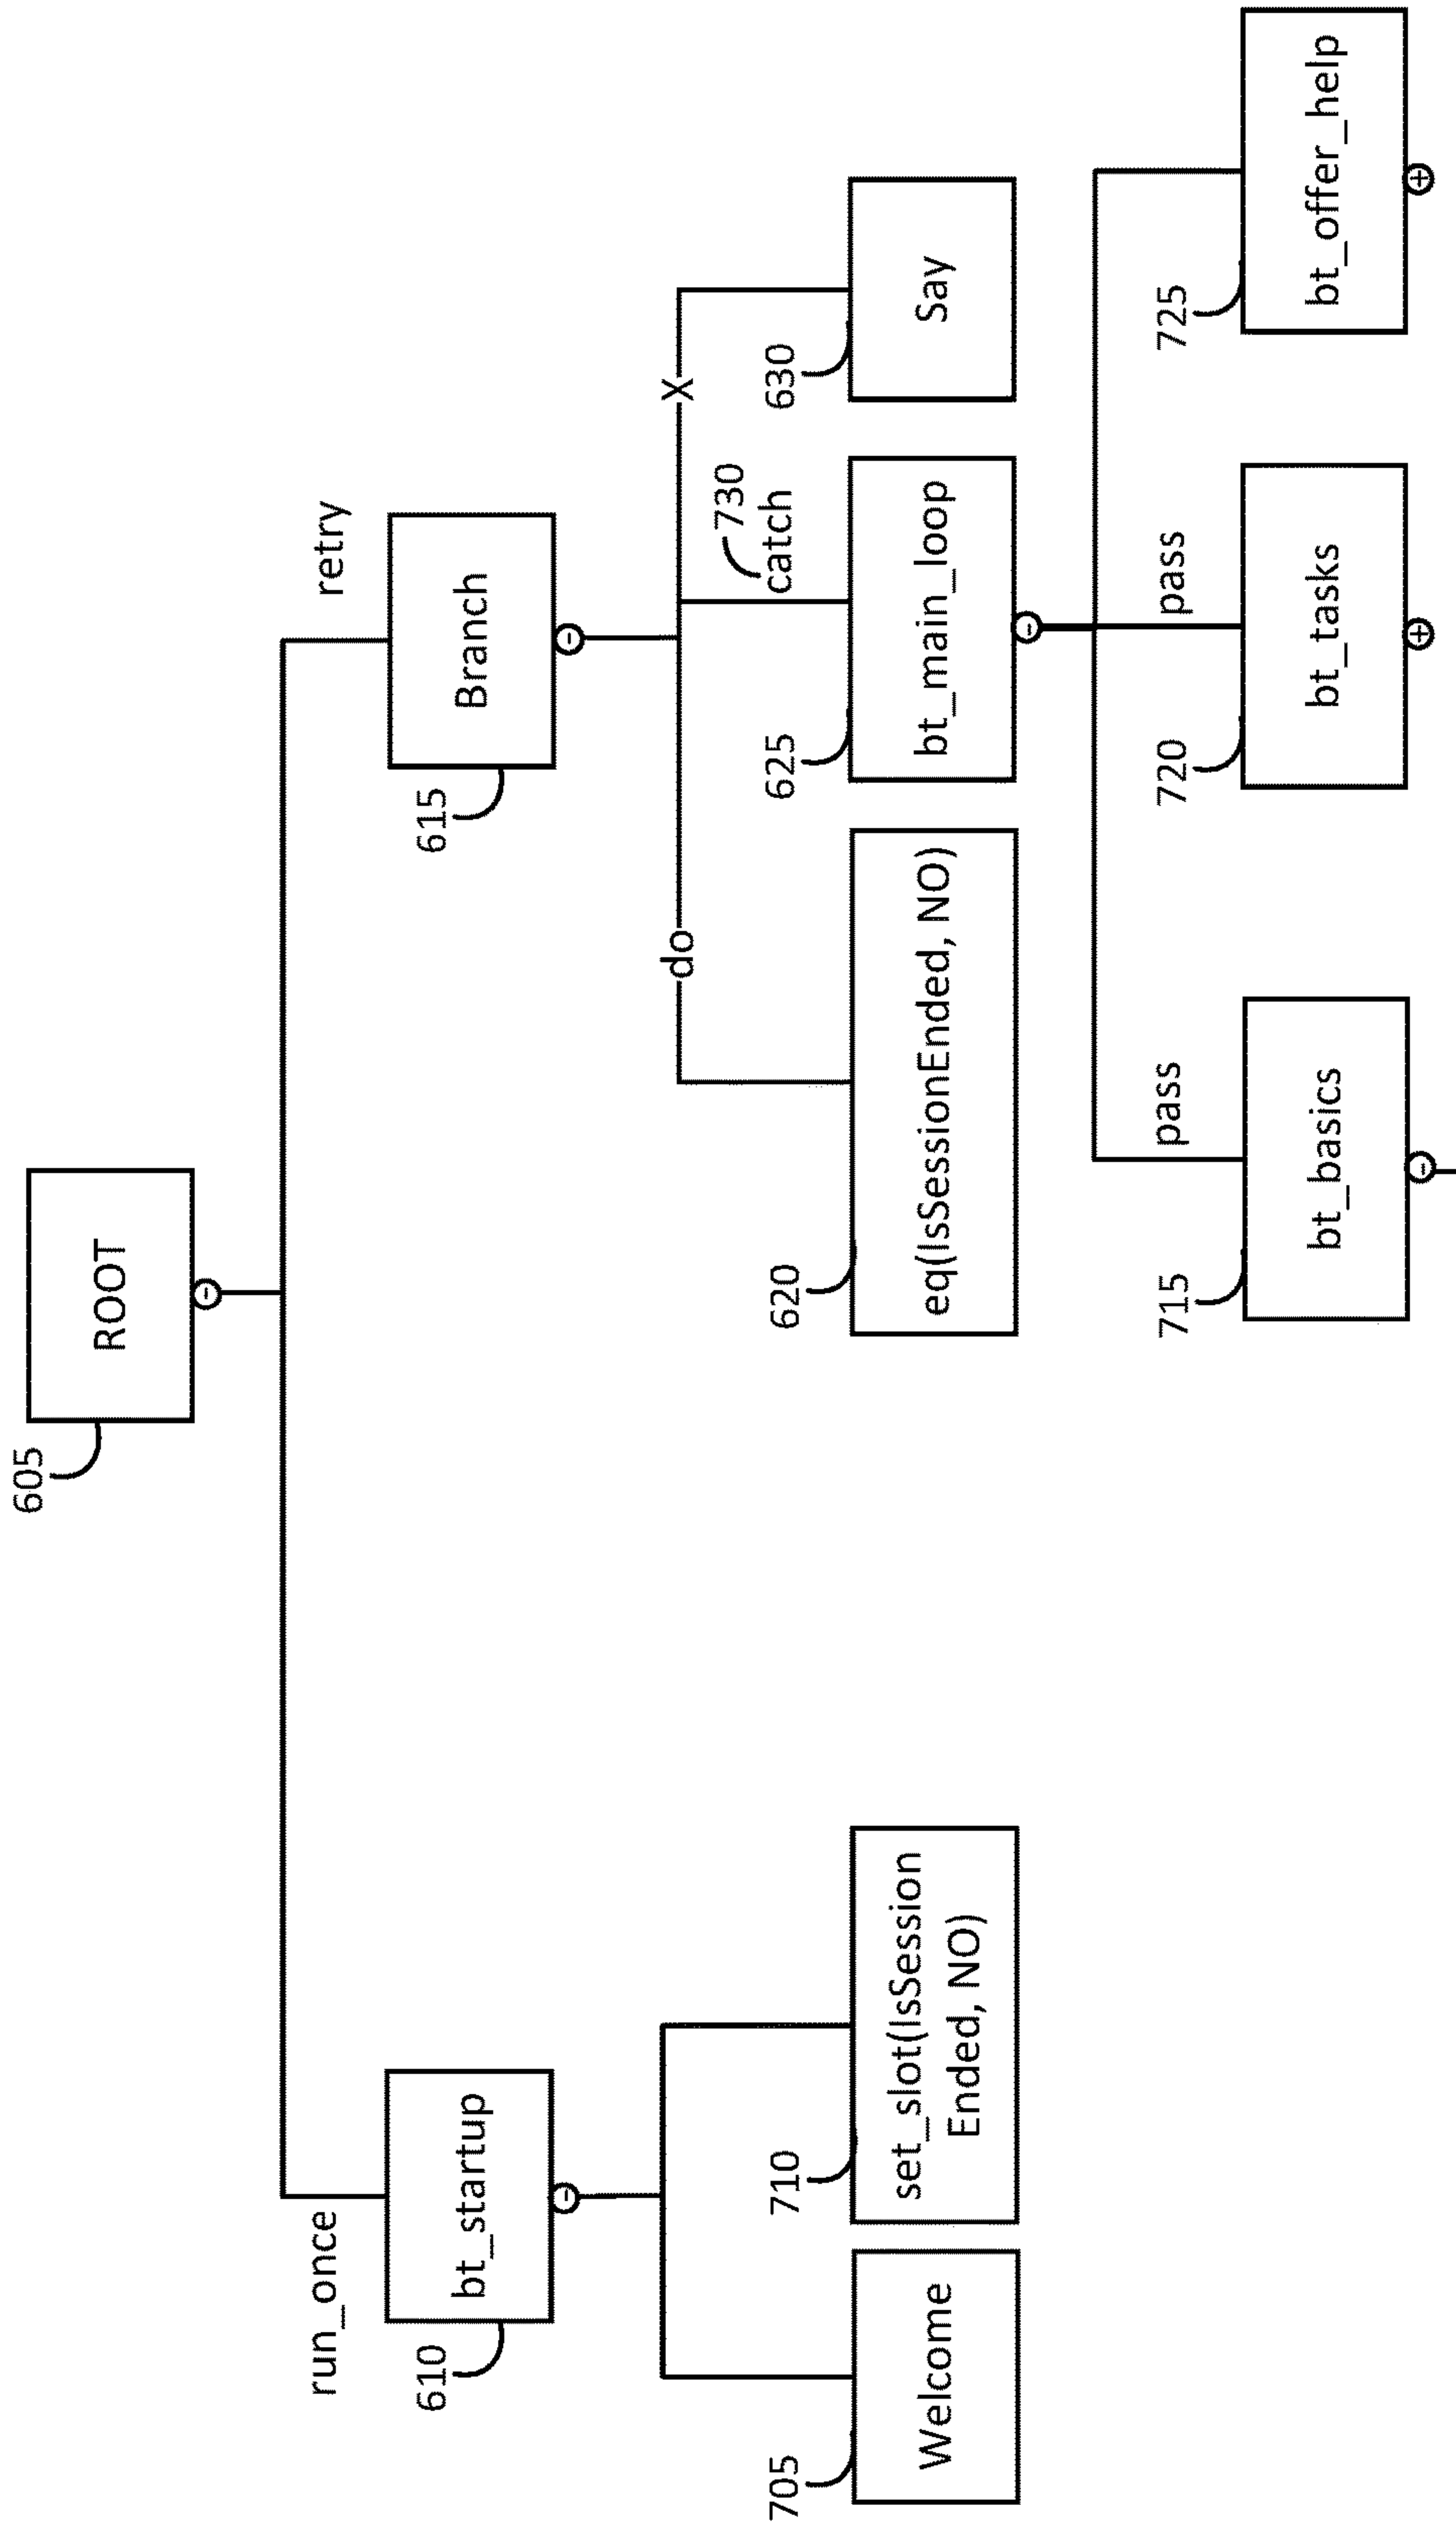 605
ROOT
run_once
retry
610
bt_startup
615
Branch
do
730
catch
X
705
Welcome
710
set_slot(IsSession
Ended, NO)
620
eq(IsSessionEnded, NO)
625
bt_main_loop
630
Say
pass
pass
715
bt_basics
720
bt_tasks
725
bt_offer_help